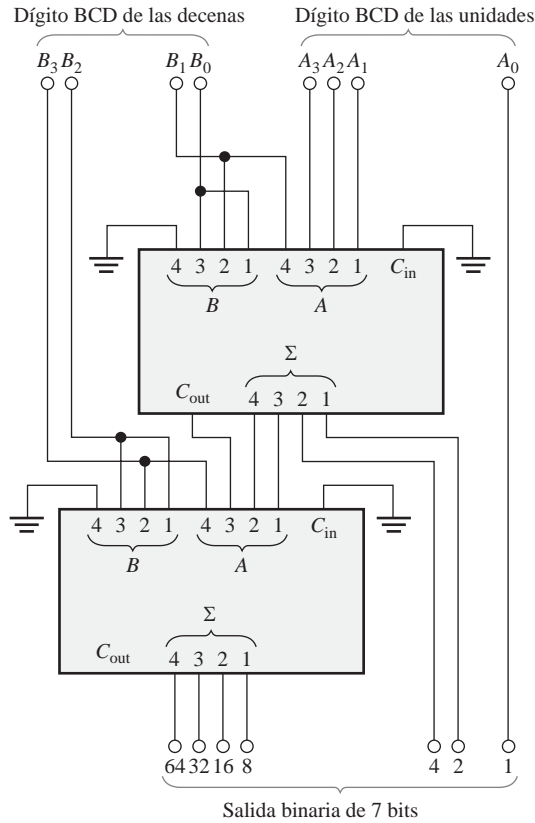 Dígito BCD de las decenas Dígito BCD de las unidades
B3 B2 B1 B0 A3 A2 A1 A0
4 3 2 1 4 3 2 1 Cin
B A
Σ
Cout 4 3 2 1
4 3 2 1 4 3 2 1 Cin
B A
Σ
Cout 4 3 2 1
64 32 16 8 4 2 1
Salida binaria de 7 bits